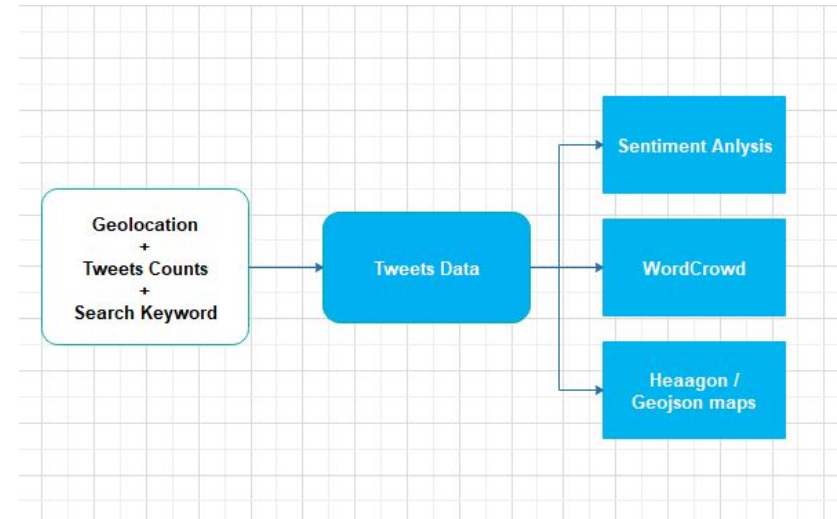 Geolocation
+
Tweets Counts
+
Search Keyword
Tweets Data
Sentiment Anlysis
WordCrowd
Heaagon /
Geojson maps